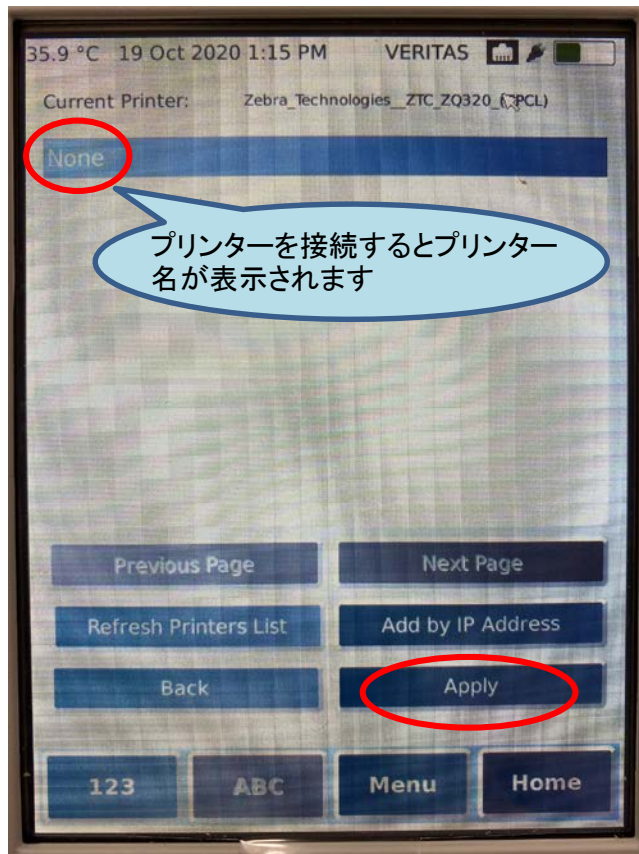 35.9 °C 19 Oct 2020 1:15 PM VERITAS
Current Printer: Zebra_Technologies__ZTC_ZQ320_ PCL)
None
プリンターを接続するとプリンター
名が表示されます
Previous Page Next Page
Refresh Printers List Add by IP Address
Back Apply
123 ABC Menu Home